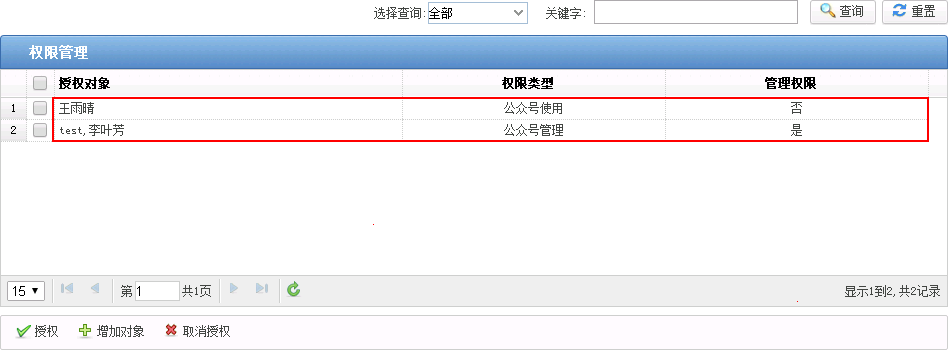 选择查询:全部 关键字: 查询 重置
权限管理
授权对象 权限类型 管理权限
1 王雨晴 公众号使用 否
2 test,李叶芳 公众号管理 是
15 第1 共1页 显示1到2,共2记录
授权 增加对象 取消授权